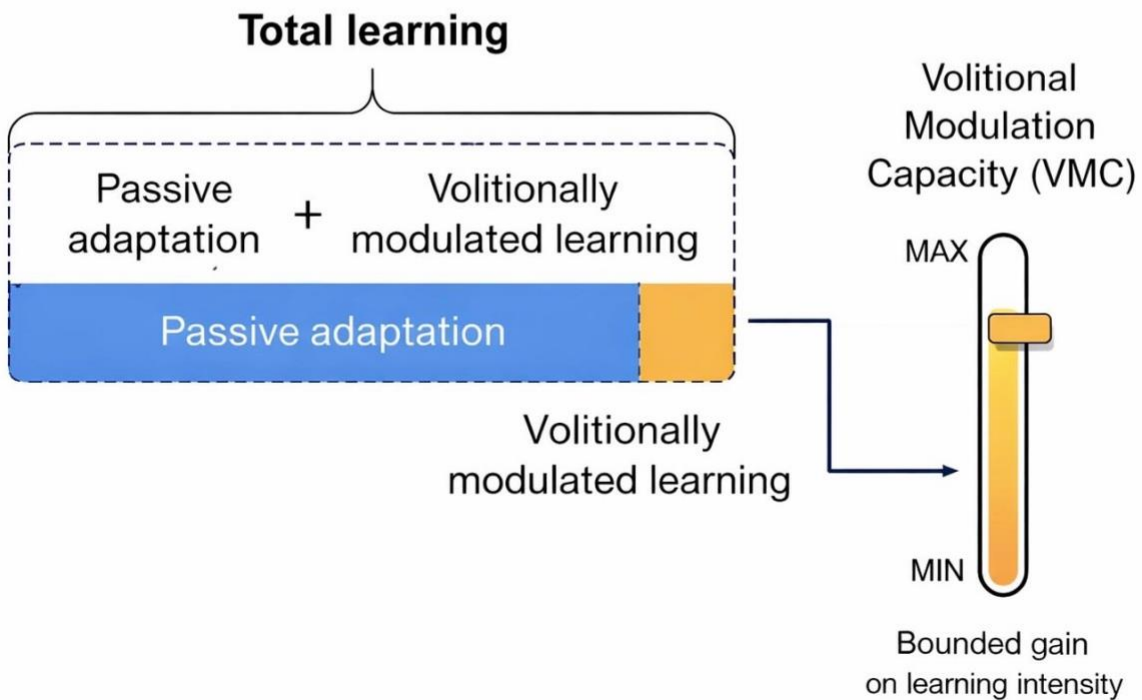 Total learning
Passive
adaptation
+
Volitionally
modulated learning
Passive adaptation
Volitionally
modulated learning
Volitional
Modulation
Capacity (VMC)
MAX
MIN
Bounded gain
on learning intensity